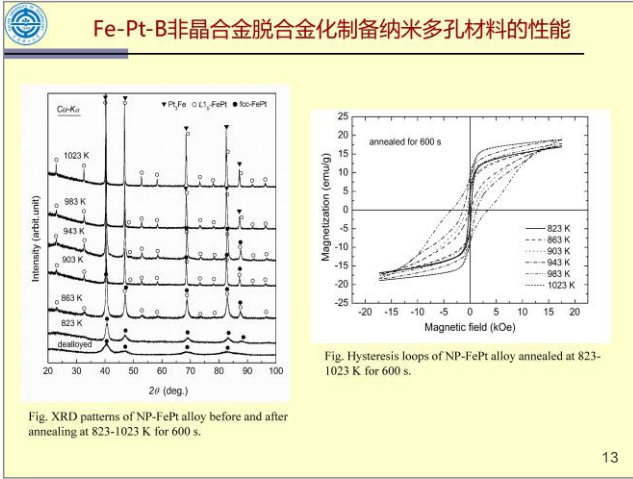 Fe-Pt-B非晶合金脱合金化制备纳米多孔材料的性能
Cu-Kα
▼ Pt3Fe ○ L12-FePt ● fcc-FePt
1023 K
983 K
943 K
903 K
863 K
823 K
dealloyed
Intensity (arbit.unit)
20 30 40 50 60 70 80 90 100
2θ (deg.)
Fig. XRD patterns of NP-FePt alloy before and after
annealing at 823-1023 K for 600 s.
25
20
15
10
5
0
-5
-10
-15
-20
-25
Magnetization (emu/g)
annealed for 600 s
823 K
863 K
903 K
943 K
983 K
1023 K
-20 -15 -10 -5 0 5 10 15 20
Magnetic field (kOe)
Fig. Hysteresis loops of NP-FePt alloy annealed at 823-
1023 K for 600 s.
13